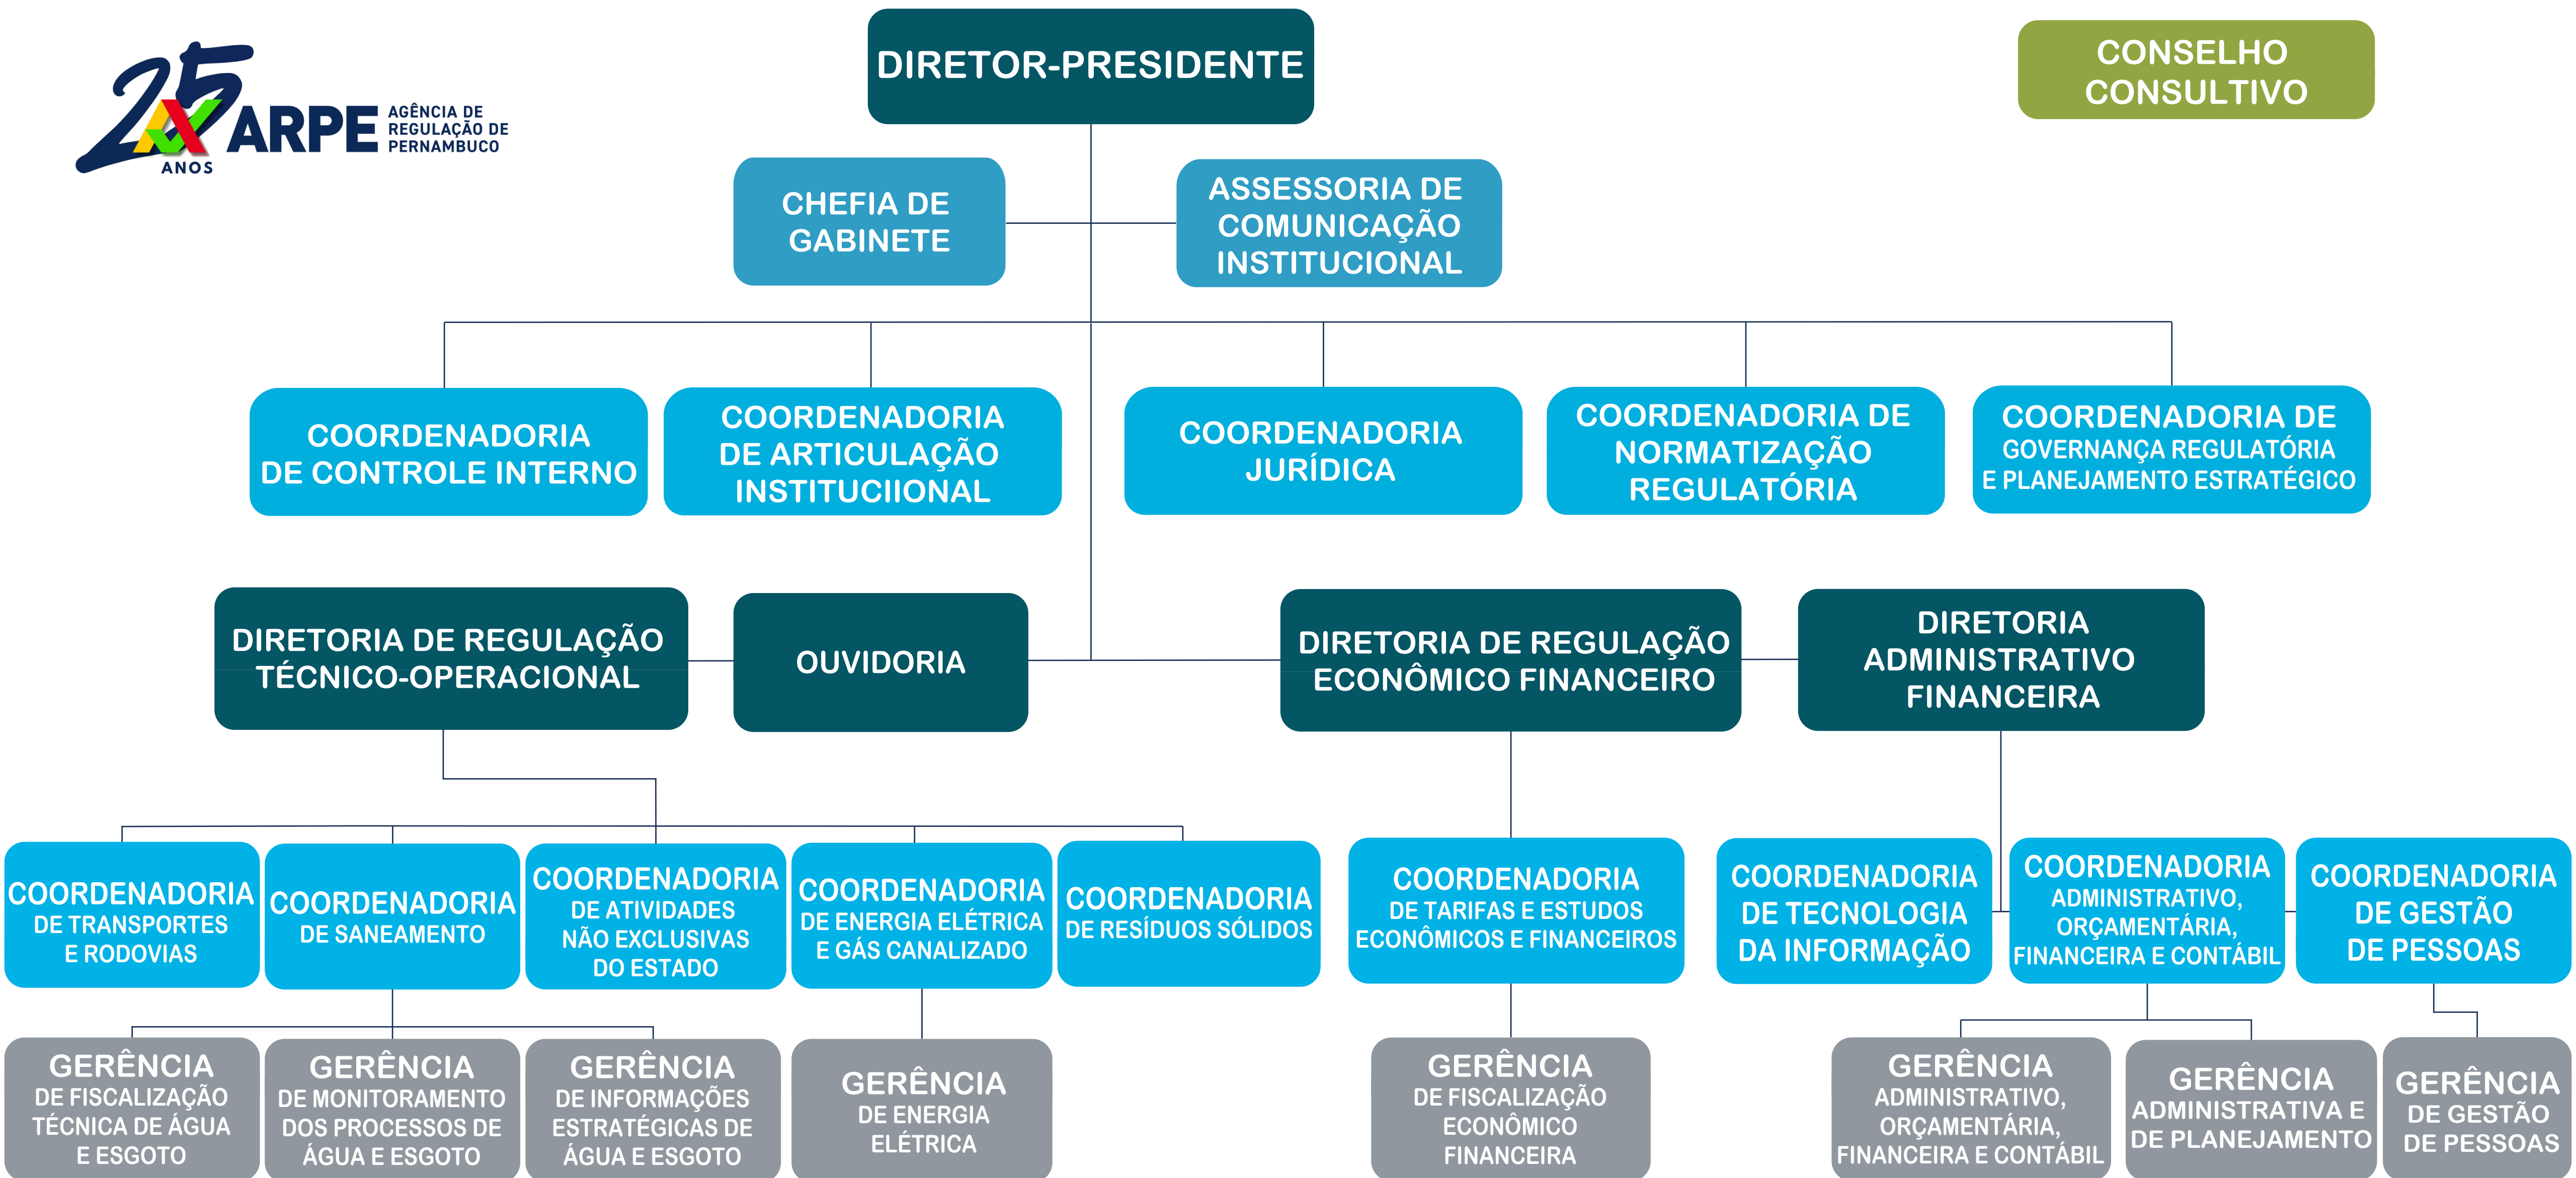 25
ANOS
ARPE
AGÊNCIA DE
REGULAÇÃO DE
PERNAMBUCO
DIRETOR-PRESIDENTE
CONSELHO
CONSULTIVO
CHEFIA DE
GABINETE
ASSESSORIA DE
COMUNICAÇÃO
INSTITUCIONAL
COORDENADORIA
DE CONTROLE INTERNO
COORDENADORIA
DE ARTICULAÇÃO
INSTITUCIIONAL
COORDENADORIA
JURÍDICA
COORDENADORIA DE
NORMATIZAÇÃO
REGULATÓRIA
COORDENADORIA DE
GOVERNANÇA REGULATÓRIA
E PLANEJAMENTO ESTRATÉGICO
DIRETORIA DE REGULAÇÃO
TÉCNICO-OPERACIONAL
OUVIDORIA
DIRETORIA DE REGULAÇÃO
ECONÔMICO FINANCEIRO
DIRETORIA
ADMINISTRATIVO
FINANCEIRA
COORDENADORIA
DE TRANSPORTES
E RODOVIAS
COORDENADORIA
DE SANEAMENTO
COORDENADORIA
DE ATIVIDADES
NÃO EXCLUSIVAS
DO ESTADO
COORDENADORIA
DE ENERGIA ELÉTRICA
E GÁS CANALIZADO
COORDENADORIA
DE RESÍDUOS SÓLIDOS
COORDENADORIA
DE TARIFAS E ESTUDOS
ECONÔMICOS E FINANCEIROS
COORDENADORIA
DE TECNOLOGIA
DA INFORMAÇÃO
COORDENADORIA
ADMINISTRATIVO,
ORÇAMENTÁRIA,
FINANCEIRA E CONTÁBIL
COORDENADORIA
DE GESTÃO
DE PESSOAS
GERÊNCIA
DE FISCALIZAÇÃO
TÉCNICA DE ÁGUA
E ESGOTO
GERÊNCIA
DE MONITORAMENTO
DOS PROCESSOS DE
ÁGUA E ESGOTO
GERÊNCIA
DE INFORMAÇÕES
ESTRATÉGICAS DE
ÁGUA E ESGOTO
GERÊNCIA
DE ENERGIA
ELÉTRICA
GERÊNCIA
DE FISCALIZAÇÃO
ECONÔMICO
FINANCEIRA
GERÊNCIA
ADMINISTRATIVO,
ORÇAMENTÁRIA,
FINANCEIRA E CONTÁBIL
GERÊNCIA
ADMINISTRATIVA E
DE PLANEJAMENTO
GERÊNCIA
DE GESTÃO
DE PESSOAS